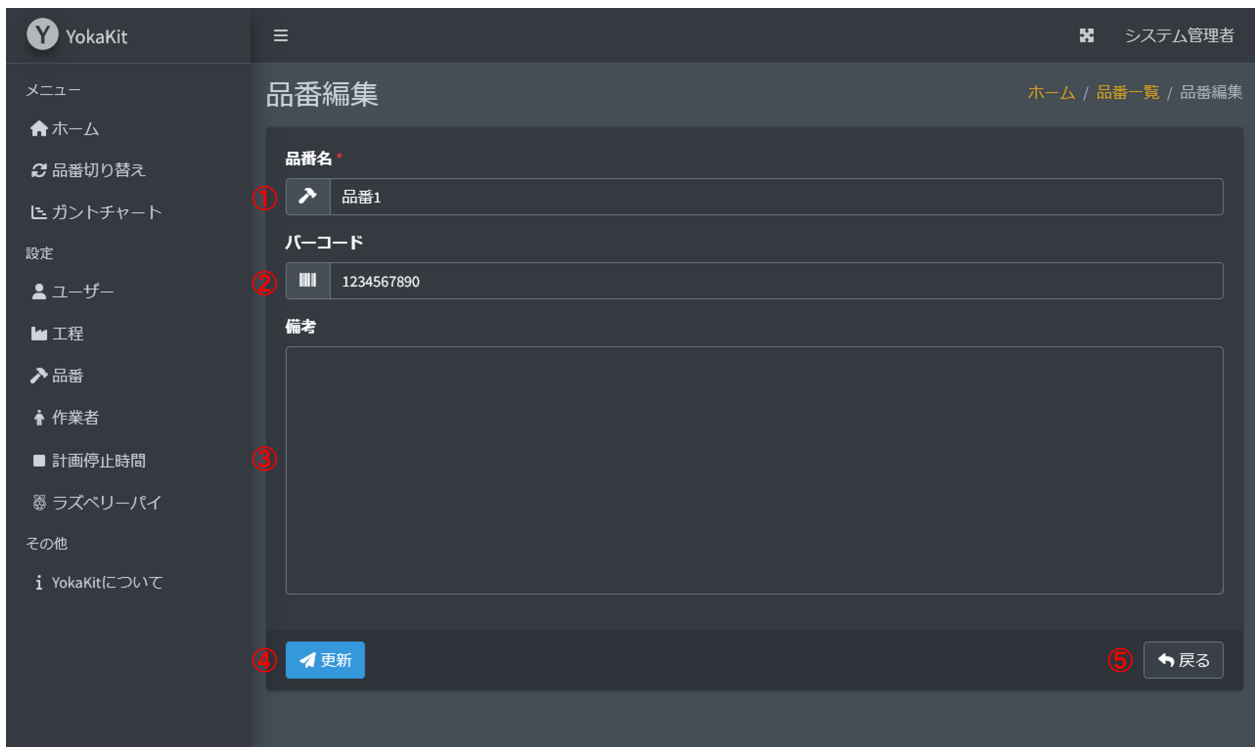 Y YokaKit
システム管理者
メニュー
ホーム
品番切り替え
ガントチャート
設定
ユーザー
工程
品番
作業者
計画停止時間
ラズベリーパイ
その他
YokaKitについて
品番編集
ホーム / 品番一覧 / 品番編集
品番名 *
① 品番1
バーコード
② 1234567890
備考
③
④ 更新
⑤ 戻る